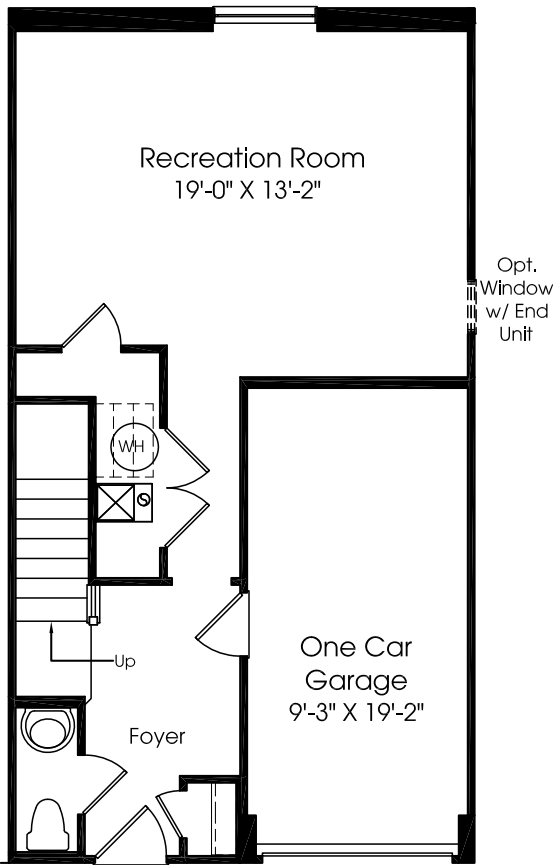 Recreation Room
19'-0" X 13'-2"
Opt.
Window
w/ End
Unit
WH
One Car
Garage
9'-3" X 19'-2"
Up
Foyer